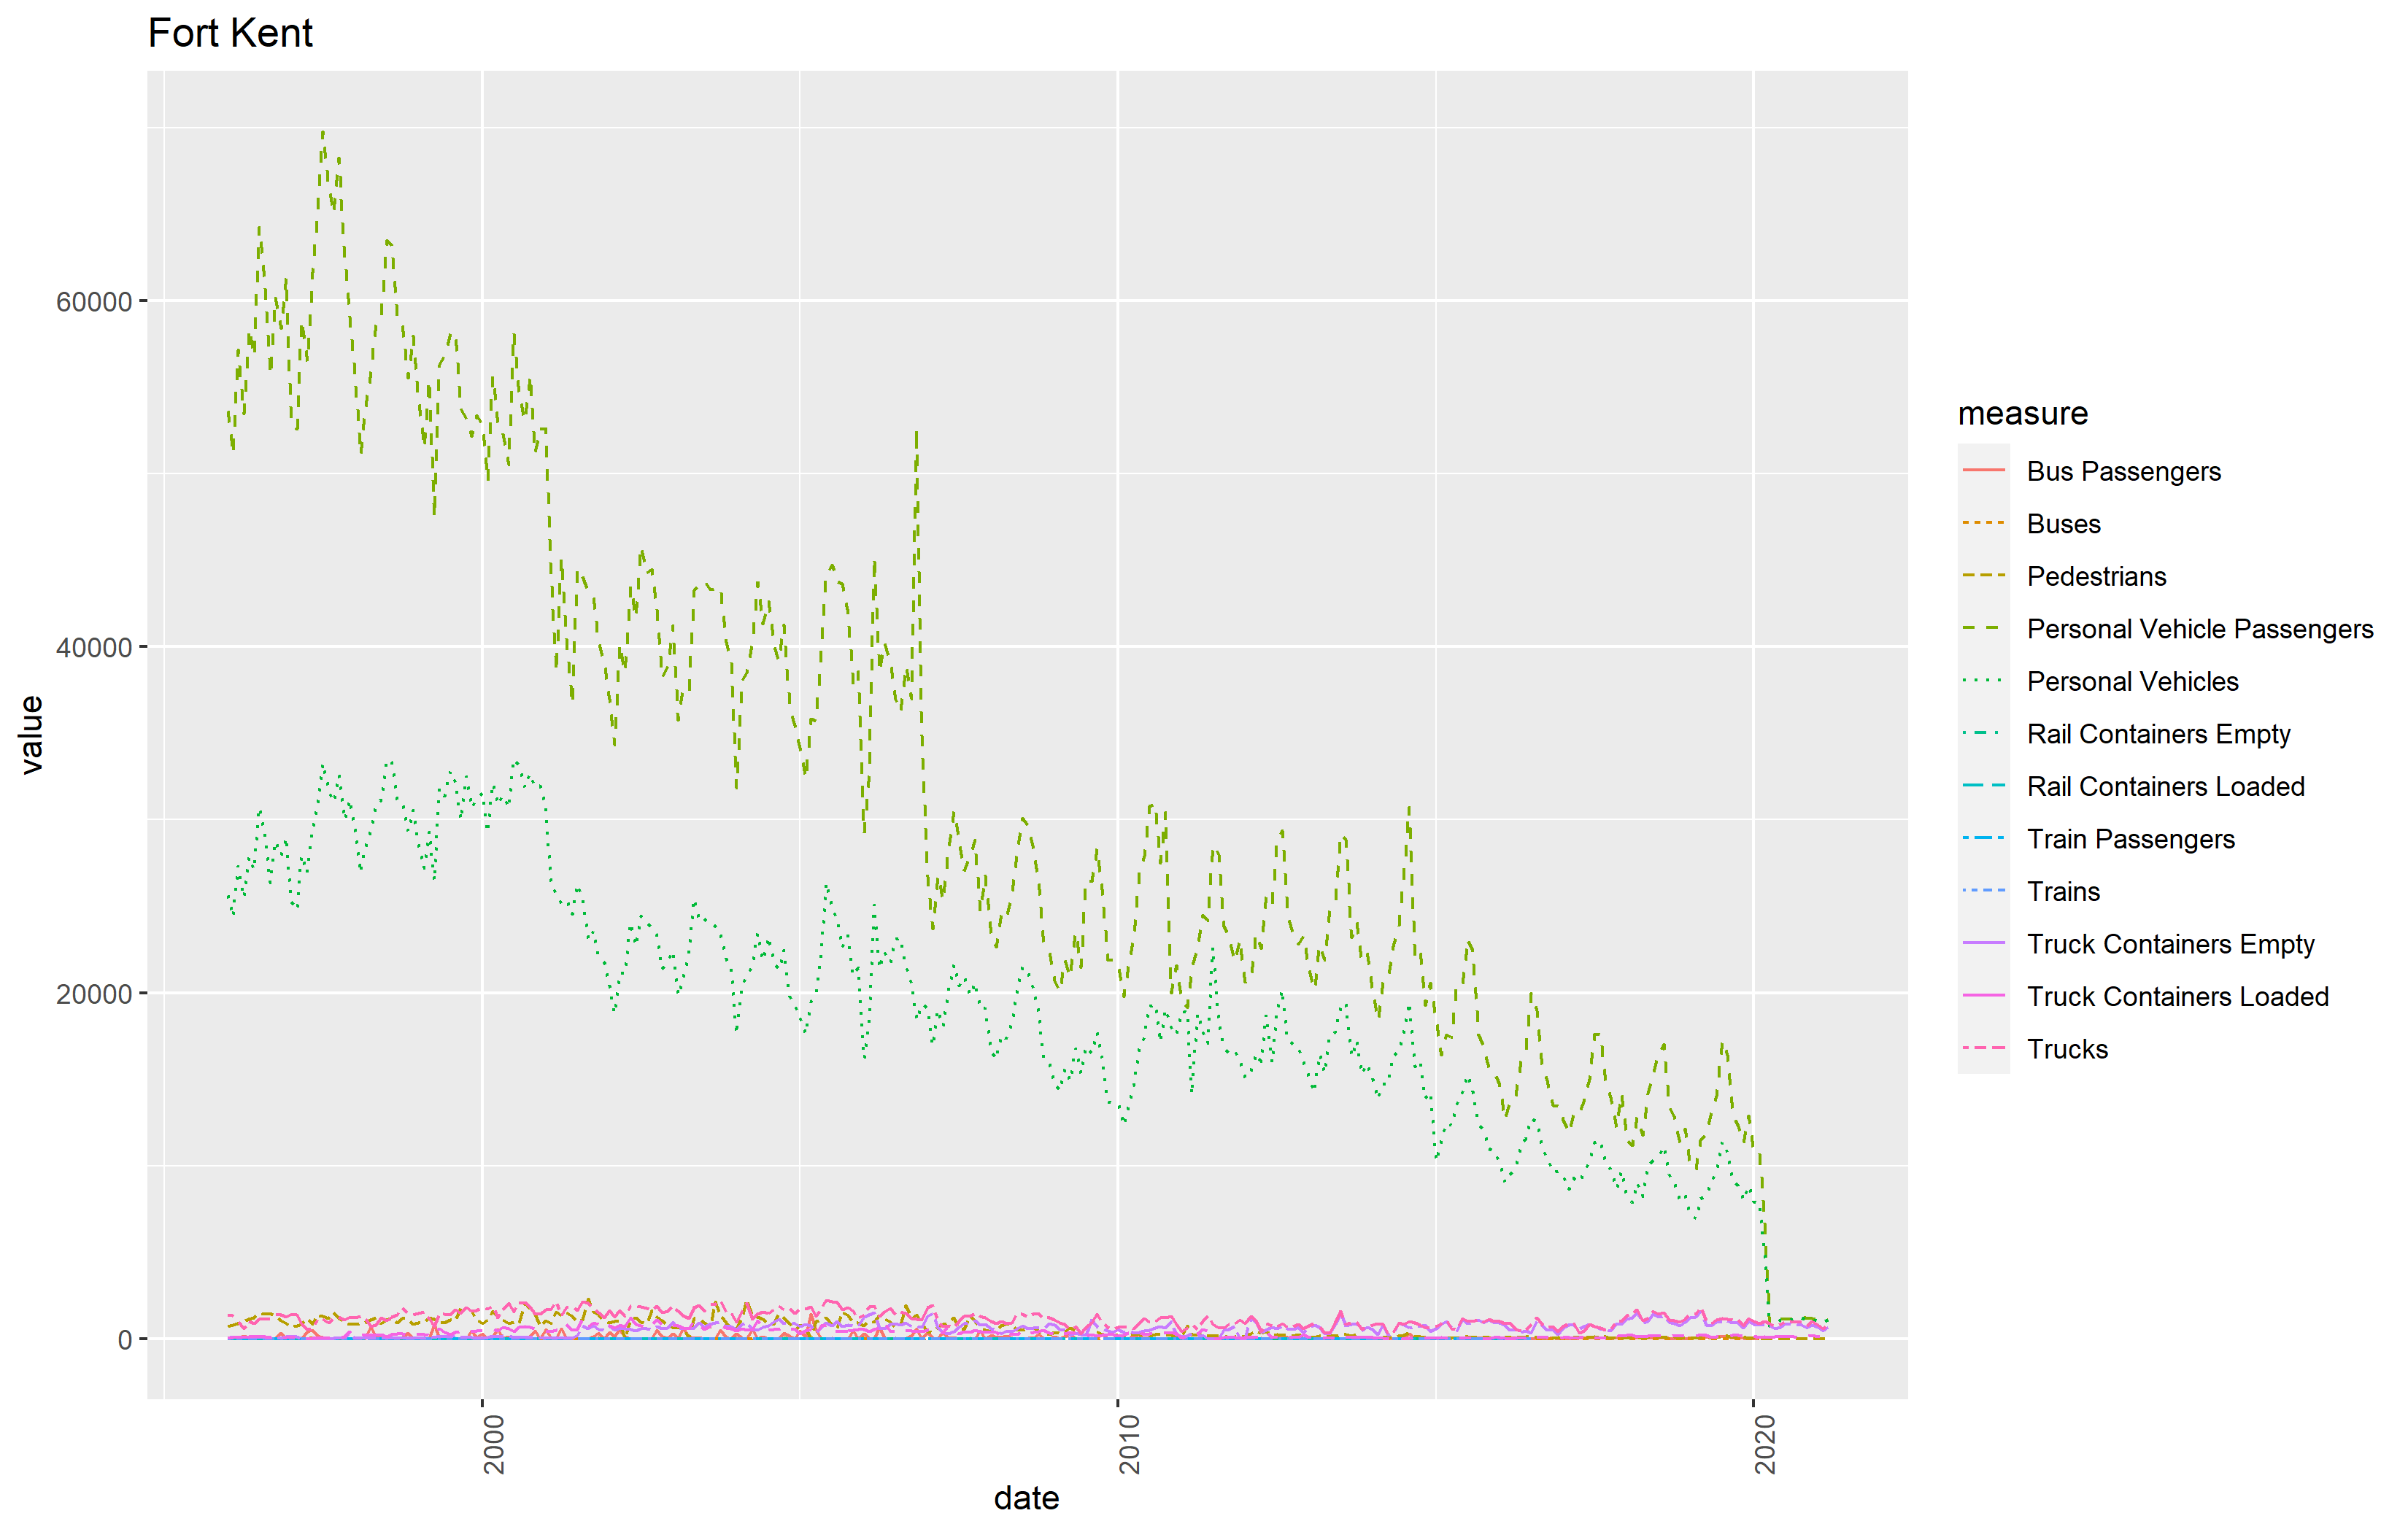 Fort Kent
value
60000
40000
20000
0
2000
2010
2020
date
measure
Bus Passengers
Buses
Pedestrians
Personal Vehicle Passengers
Personal Vehicles
Rail Containers Empty
Rail Containers Loaded
Train Passengers
Trains
Truck Containers Empty
Truck Containers Loaded
Trucks